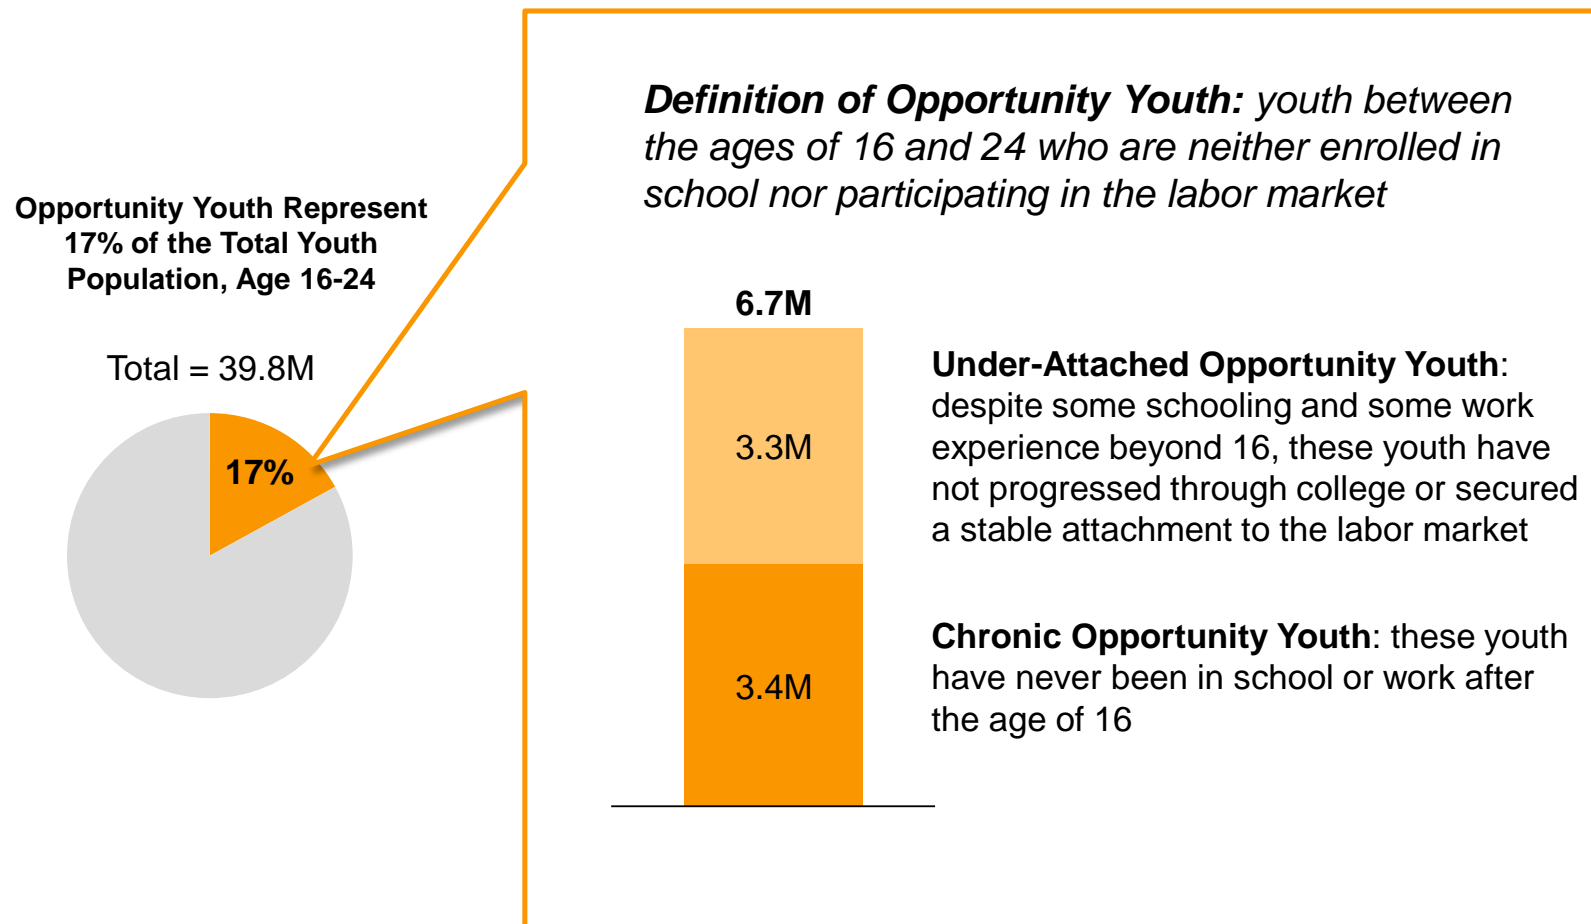 Opportunity Youth Represent
17% of the Total Youth
Population, Age 16-24
Total = 39.8M
17%
Definition of Opportunity Youth: youth between
the ages of 16 and 24 who are neither enrolled in
school nor participating in the labor market
6.7M
3.3M
3.4M
Under-Attached Opportunity Youth:
despite some schooling and some work
experience beyond 16, these youth have
not progressed through college or secured
a stable attachment to the labor market
Chronic Opportunity Youth: these youth
have never been in school or work after
the age of 16